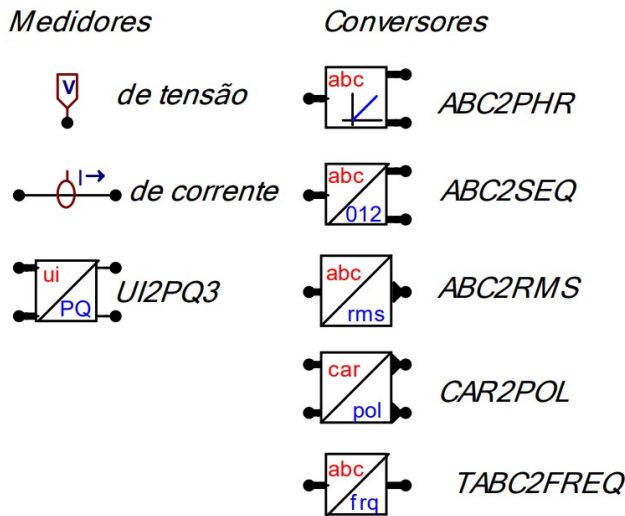 Medidores
V
de tensão
I
de corrente
ui
PQ
UI2PQ3
Conversores
abc
ABC2PHR
abc
012
ABC2SEQ
abc
rms
ABC2RMS
car
pol
CAR2POL
abc
frq
TABC2FREQ